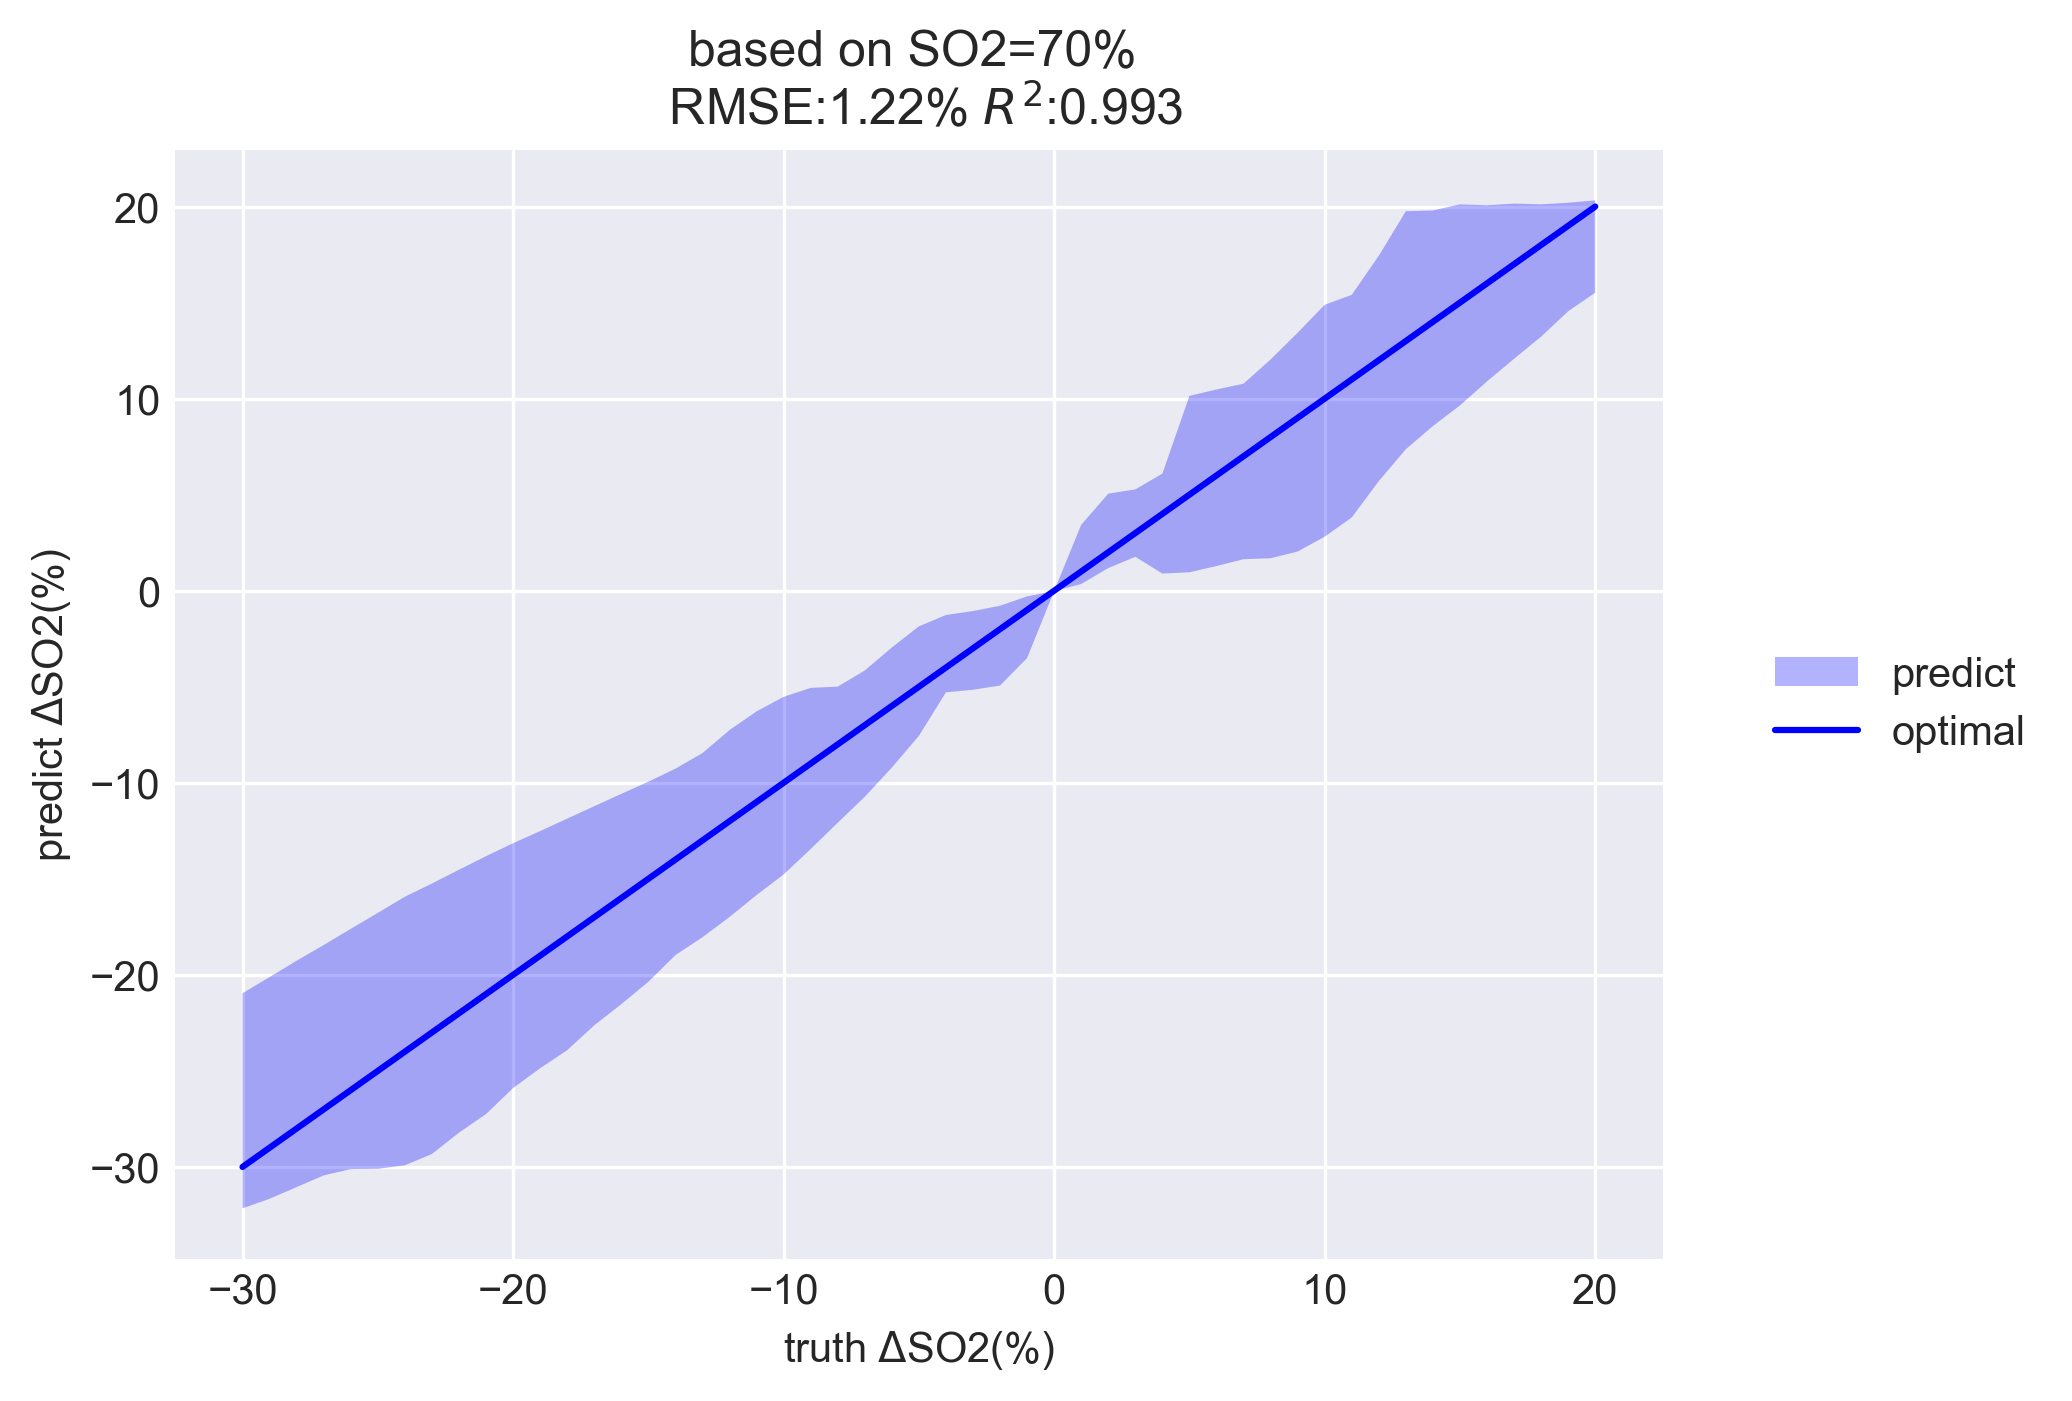 based on SO2=70%
RMSE:1.22% R²:0.993
20
10
0
−10
−20
−30
predict ΔSO2(%)
−30
−20
−10
0
10
20
truth ΔSO2(%)
predict
optimal